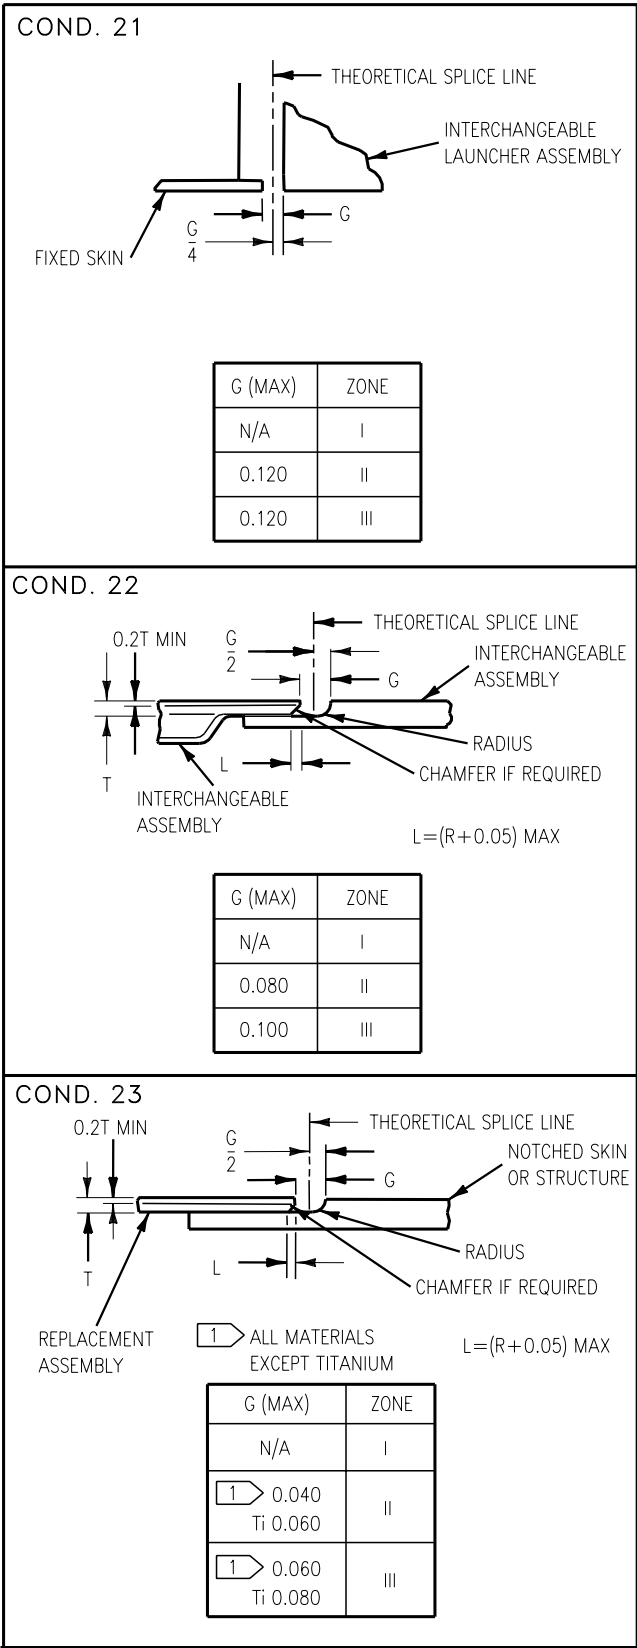 COND. 21
THEORETICAL SPLICE LINE
INTERCHANGEABLE
LAUNCHER ASSEMBLY
G
G
4
FIXED SKIN
G (MAX) ZONE
N/A I
0.120 II
0.120 III
COND. 22
THEORETICAL SPLICE LINE
0.2T MIN
G
2
INTERCHANGEABLE
ASSEMBLY
G
RADIUS
L
CHAMFER IF REQUIRED
T
INTERCHANGEABLE
ASSEMBLY
L=(R+0.05) MAX
G (MAX) ZONE
N/A I
0.080 II
0.100 III
COND. 23
THEORETICAL SPLICE LINE
0.2T MIN
G
2
NOTCHED SKIN
OR STRUCTURE
G
RADIUS
L
T
CHAMFER IF REQUIRED
REPLACEMENT
ASSEMBLY
1 ALL MATERIALS
EXCEPT TITANIUM
L=(R+0.05) MAX
G (MAX) ZONE
N/A I
1 0.040
Ti 0.060
II
1 0.060
Ti 0.080
III